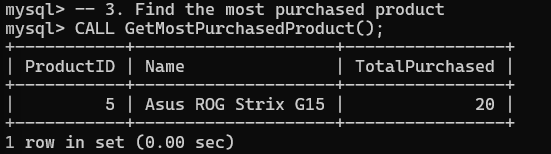 mysql> -- 3. Find the most purchased product
mysql> CALL GetMostPurchasedProduct();
+-----------+--------------------+----------------+
| ProductID | Name               | TotalPurchased |
+-----------+--------------------+----------------+
|         5 | Asus ROG Strix G15 |             20 |
+-----------+--------------------+----------------+
1 row in set (0.00 sec)